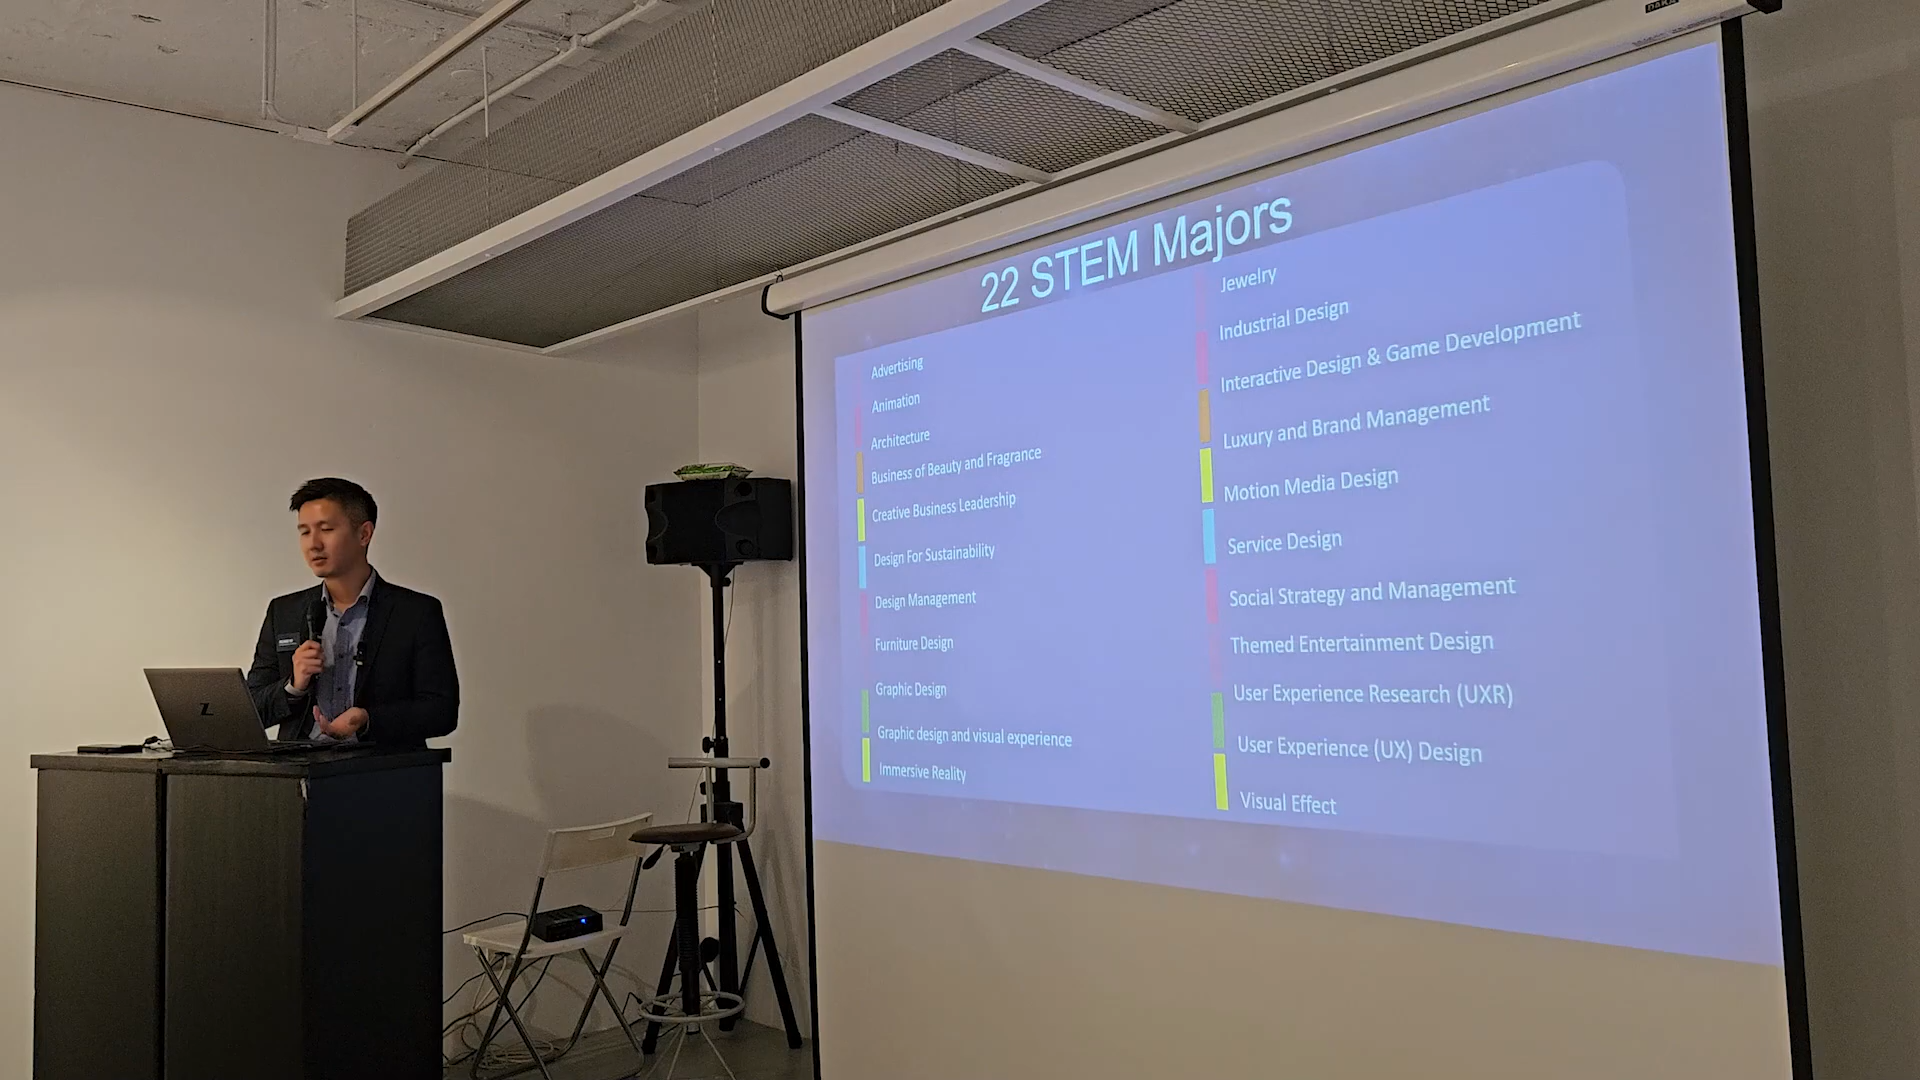 22 STEM Majors
Advertising
Animation
Architecture
Business of Beauty and Fragrance
Creative Business Leadership
Design For Sustainability
Design Management
Furniture Design
Graphic Design
Graphic design and visual experience
Immersive Reality
Jewelry
Industrial Design
Interactive Design & Game Development
Luxury and Brand Management
Motion Media Design
Service Design
Social Strategy and Management
Themed Entertainment Design
User Experience Research (UXR)
User Experience (UX) Design
Visual Effect
Z